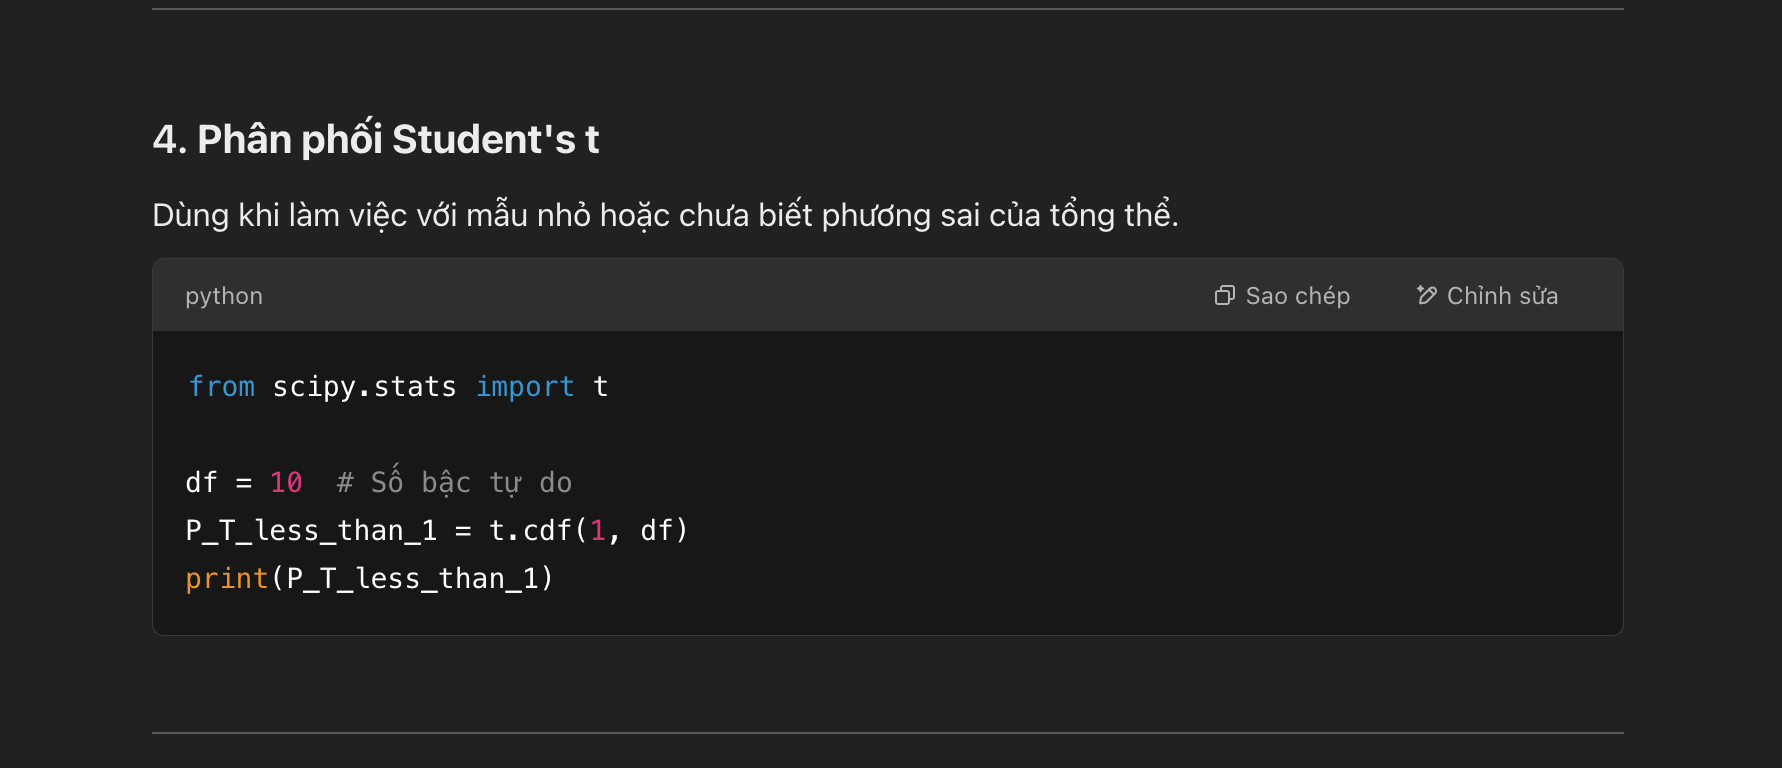 4. Phân phối Student's t
Dùng khi làm việc với mẫu nhỏ hoặc chưa biết phương sai của tổng thể.
python
Sao chép
Chỉnh sửa
from scipy.stats import t
df = 10  # Số bậc tự do
P_T_less_than_1 = t.cdf(1, df)
print(P_T_less_than_1)